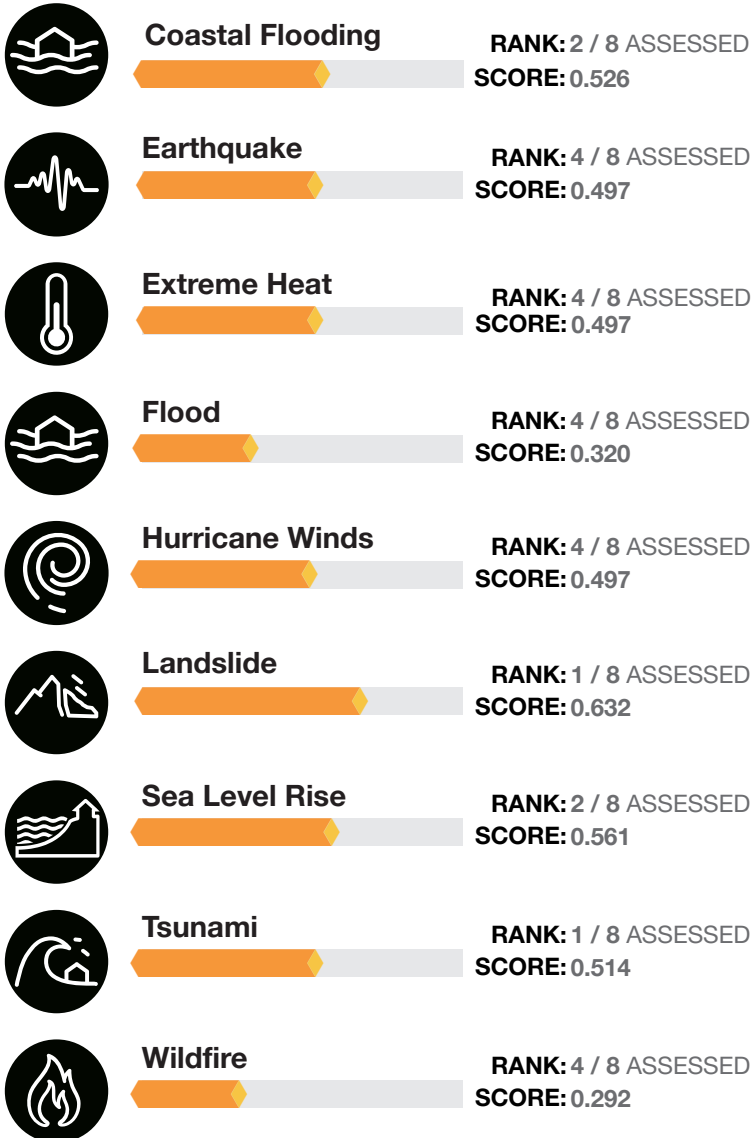 Coastal Flooding
RANK: 2 / 8 ASSESSED
SCORE: 0.526
Earthquake
RANK: 4 / 8 ASSESSED
SCORE: 0.497
Extreme Heat
RANK: 4 / 8 ASSESSED
SCORE: 0.497
Flood
RANK: 4 / 8 ASSESSED
SCORE: 0.320
Hurricane Winds
RANK: 4 / 8 ASSESSED
SCORE: 0.497
Landslide
RANK: 1 / 8 ASSESSED
SCORE: 0.632
Sea Level Rise
RANK: 2 / 8 ASSESSED
SCORE: 0.561
Tsunami
RANK: 1 / 8 ASSESSED
SCORE: 0.514
Wildfire
RANK: 4 / 8 ASSESSED
SCORE: 0.292